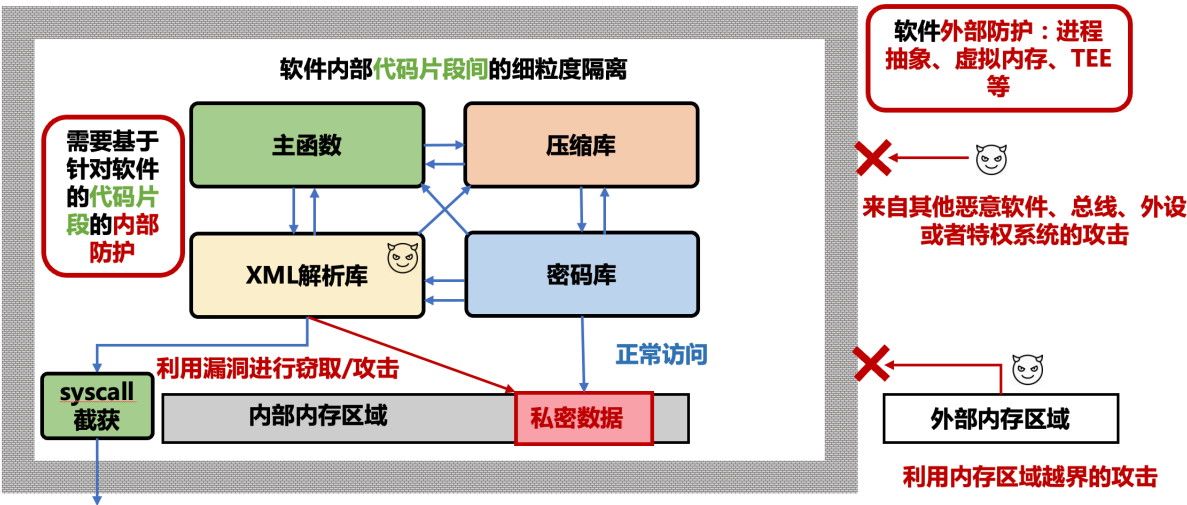 软件外部防护：进程
抽象、虚拟内存、TEE
等
软件内部代码片段间的细粒度隔离
需要基于
针对软件
的代码片
段的内部
防护
主函数
压缩库
来自其他恶意软件、总线、外设
或者特权系统的攻击
XML解析库
密码库
利用漏洞进行窃取/攻击
正常访问
syscall
截获
内部内存区域
私密数据
外部内存区域
利用内存区域越界的攻击